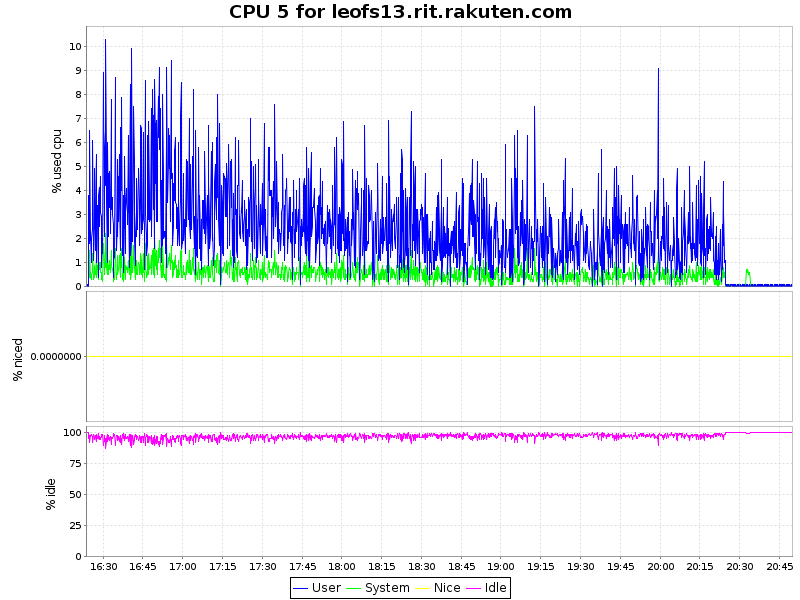 CPU 5 for leofs13.rit.rakuten.com
% used cpu
10
9
8
7
6
5
4
3
2
1
0
% niced
0.0000000
% idle
100
75
50
25
0
16:30 16:45 17:00 17:15 17:30 17:45 18:00 18:15 18:30 18:45 19:00 19:15 19:30 19:45 20:00 20:15 20:30 20:45
User System Nice Idle